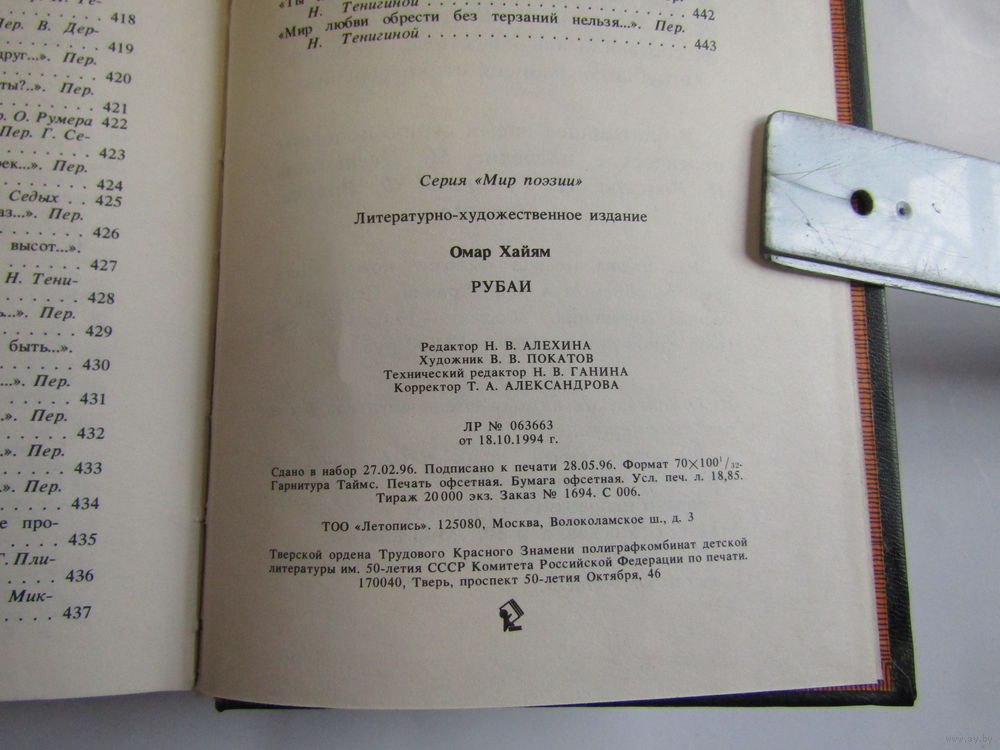 418
Пер. В. Дер-
419
друг...». Пер.
420
ты?..». Пер.
421
О. Румера 422
Пер. Г. Се-
423
Пер.
424
Седых . . 425
Пер.
426
высот...».
427
Н. Тени-
428
Пер.
429
быть...».
430
Пер.
431
Пер.
432
Пер.
433
Пер.
434
про-
435
Пли-
436
Мик-
437
Н. Тенигиной . . . . . . . . . . . . . . . . . . 442
«Мир любви обрести без терзаний нельзя...». Пер.
Н. Тенигиной . . . . . . . . . . . . . . . . . . 443
Серия «Мир поэзии»
Литературно-художественное издание
Омар Хайям
РУБАИ
Редактор Н. В. АЛЕХИНА
Художник В. В. ПОКАТОВ
Технический редактор Н. В. ГАНИНА
Корректор Т. А. АЛЕКСАНДРОВА
ЛР № 063663
от 18.10.1994 г.
Сдано в набор 27.02.96. Подписано к печати 28.05.96. Формат 70×100¹/₃₂.
Гарнитура Таймс. Печать офсетная. Бумага офсетная. Усл. печ. л. 18,85.
Тираж 20 000 экз. Заказ № 1694. С 006.
ТОО «Летопись». 125080, Москва, Волоколамское ш., д. 3
Тверской ордена Трудового Красного Знамени полиграфкомбинат детской
литературы им. 50-летия СССР Комитета Российской Федерации по печати.
170040, Тверь, проспект 50-летия Октября, 46
www.ay.by